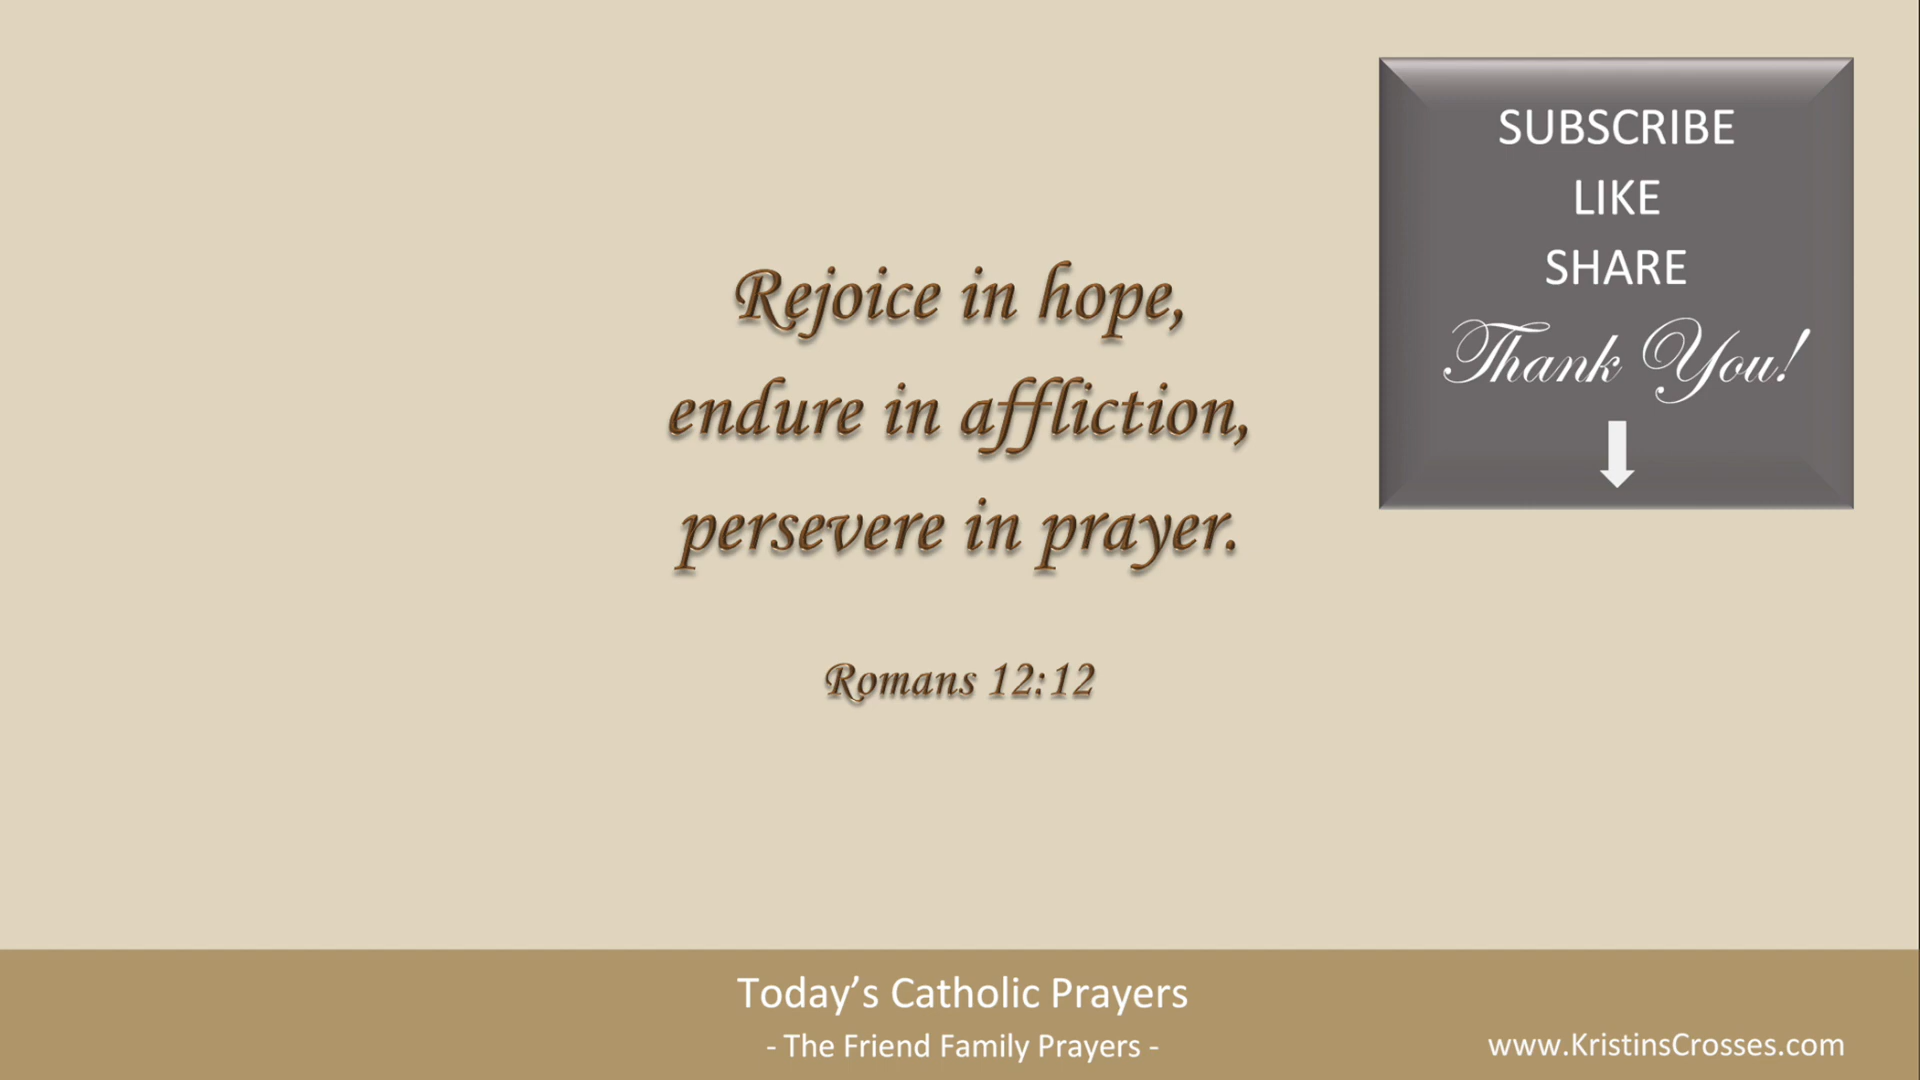 Rejoice in hope,
endure in affliction,
persevere in prayer.
Romans 12:12
SUBSCRIBE
LIKE
SHARE
Thank You!
Today’s Catholic Prayers
- The Friend Family Prayers -
www.KristinsCrosses.com